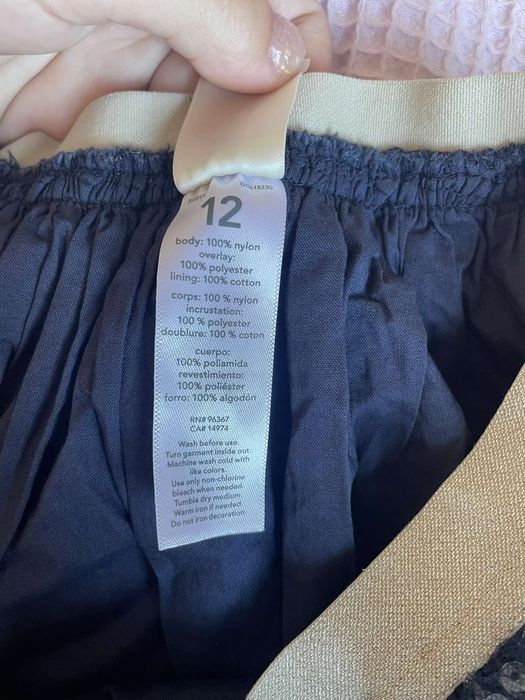 12
body: 100% nylon
overlay:
100% polyester
lining: 100% cotton
corps: 100 % nylon
incrustation:
100 % polyester
doublure: 100 % coton
cuerpo:
100% poliamida
revestimiento:
100% poliéster
forro: 100% algodón
RN# 96367
CA# 14974
Wash before use.
Turn garment inside out.
Machine wash cold with
like colors.
Use only non-chlorine
bleach when needed.
Tumble dry medium.
Warm iron if needed.
Do not iron decoration.